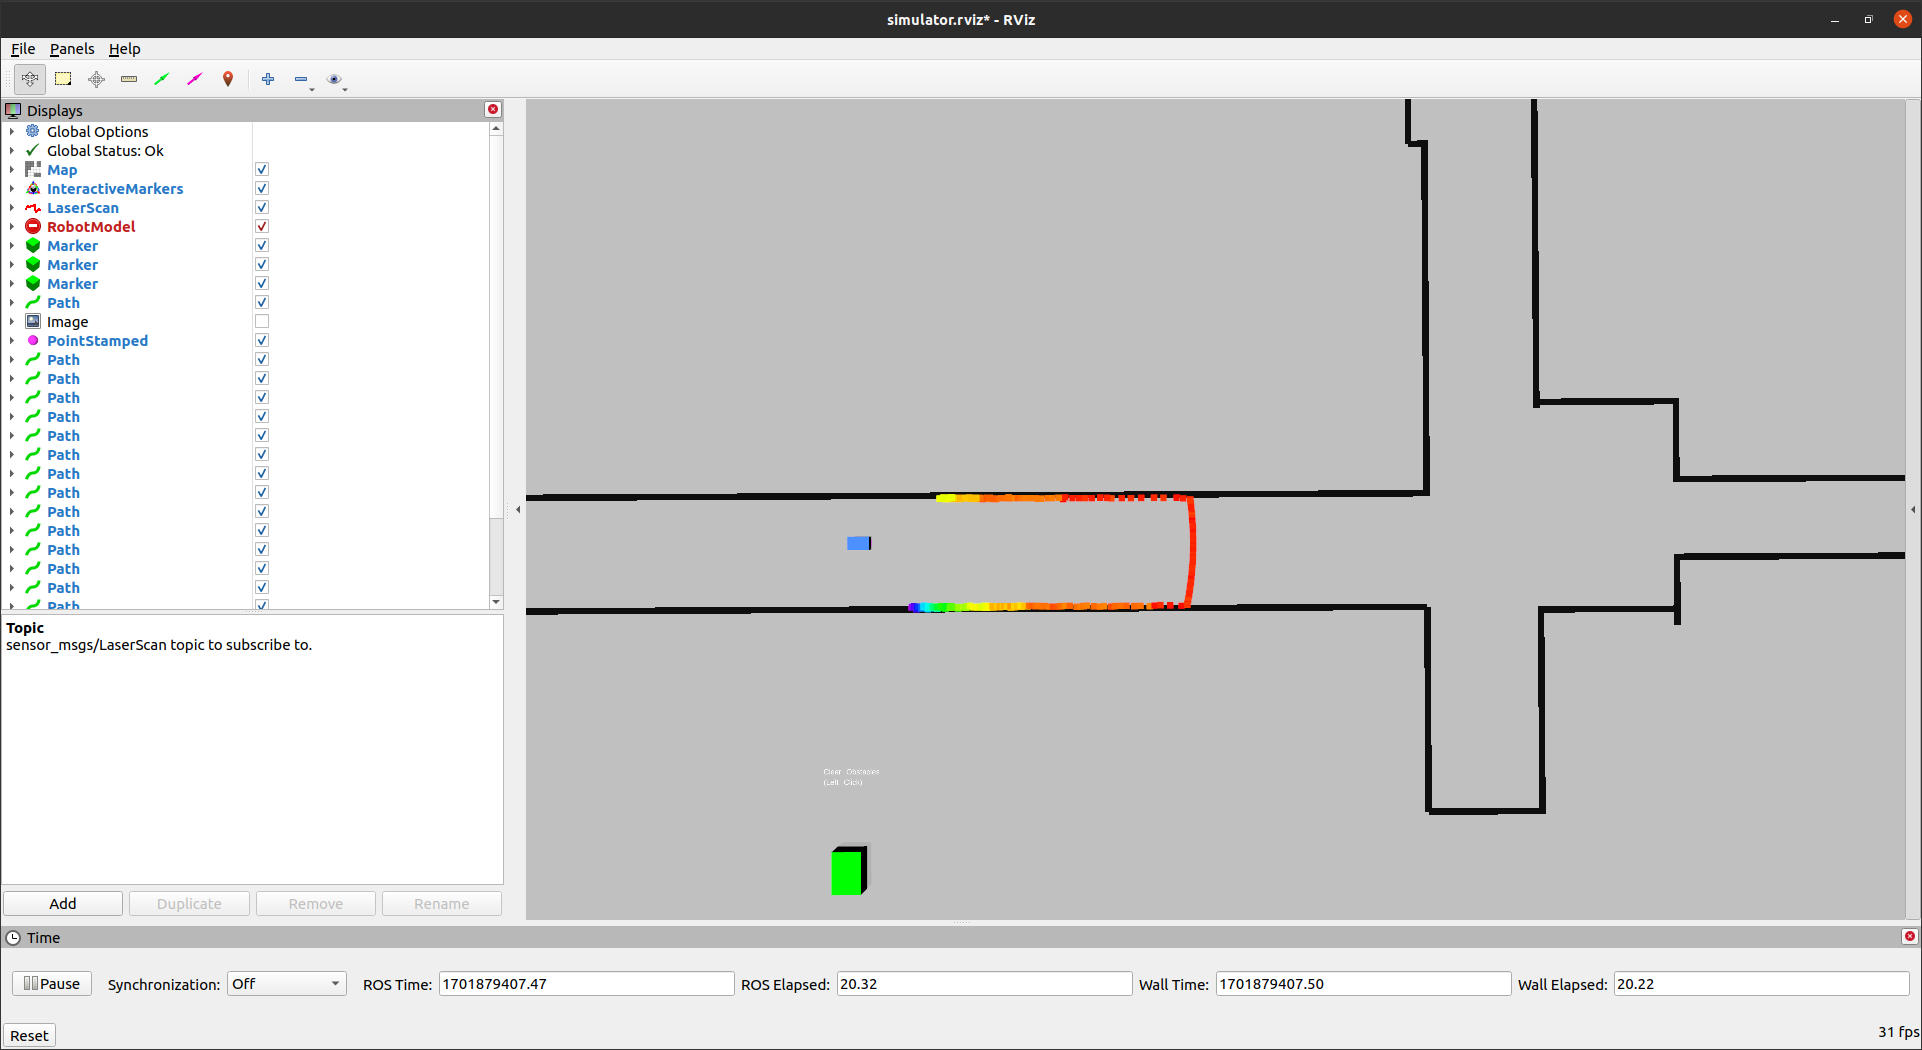 simulator.rviz* - RViz
File Panels Help
Displays
Global Options
Global Status: Ok
Map
InteractiveMarkers
LaserScan
RobotModel
Marker
Marker
Marker
Path
Image
PointStamped
Path
Path
Path
Path
Path
Path
Path
Path
Path
Path
Path
Path
Path
Path
Topic
sensor_msgs/LaserScan topic to subscribe to.
Add Duplicate Remove Rename
Clear Obstacles
(Left Click)
Time
Pause Synchronization: Off ROS Time: 1701879407.47 ROS Elapsed: 20.32 Wall Time: 1701879407.50 Wall Elapsed: 20.22
Reset 31 fps